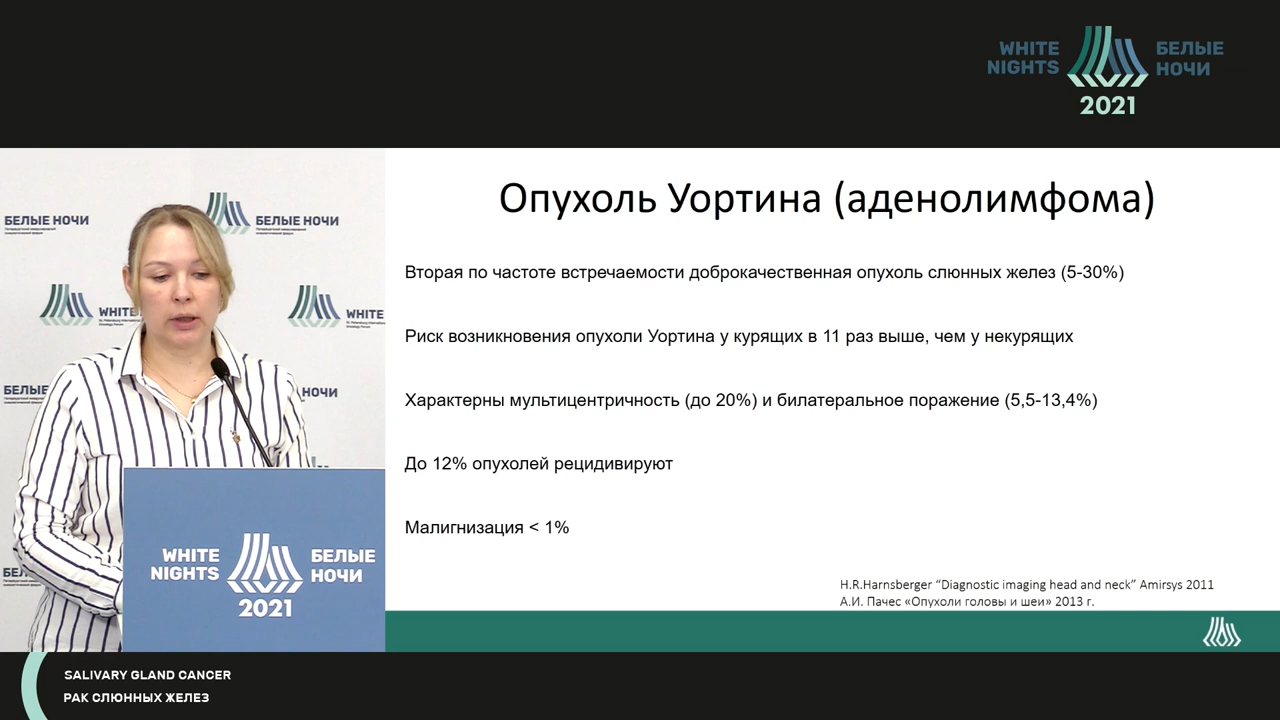 WHITE
NIGHTS
БЕЛЫЕ
НОЧИ
2021
Опухоль Уортина (аденолимфома)
Вторая по частоте встречаемости доброкачественная опухоль слюнных желез (5-30%)
Риск возникновения опухоли Уортина у курящих в 11 раз выше, чем у некурящих
Характерны мультицентричность (до 20%) и билатеральное поражение (5,5-13,4%)
До 12% опухолей рецидивируют
Малигнизация < 1%
H.R.Harnsberger “Diagnostic imaging head and neck” Amirsys 2011
А.И. Пачес «Опухоли головы и шеи» 2013 г.
БЕЛЫЕ НОЧИ
БЕЛЫЕ НОЧИ
WHITE
WHITE
БЕЛЫЕ
НОЧИ
WHITE
NIGHTS
БЕЛЫЕ
НОЧИ
2021
SALIVARY GLAND CANCER
РАК СЛЮННЫХ ЖЕЛЕЗ